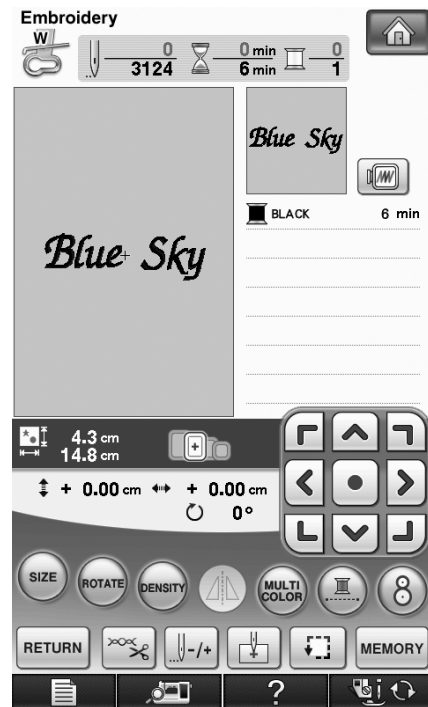 Embroidery
W
0 0 min 0
3124 6 min 1
Blue Sky
BLACK 6 min
Blue Sky
4.3 cm
14.8 cm
+ 0.00 cm + 0.00 cm
0°
SIZE ROTATE DENSITY MULTI COLOR 8
RETURN -/+ MEMORY
?